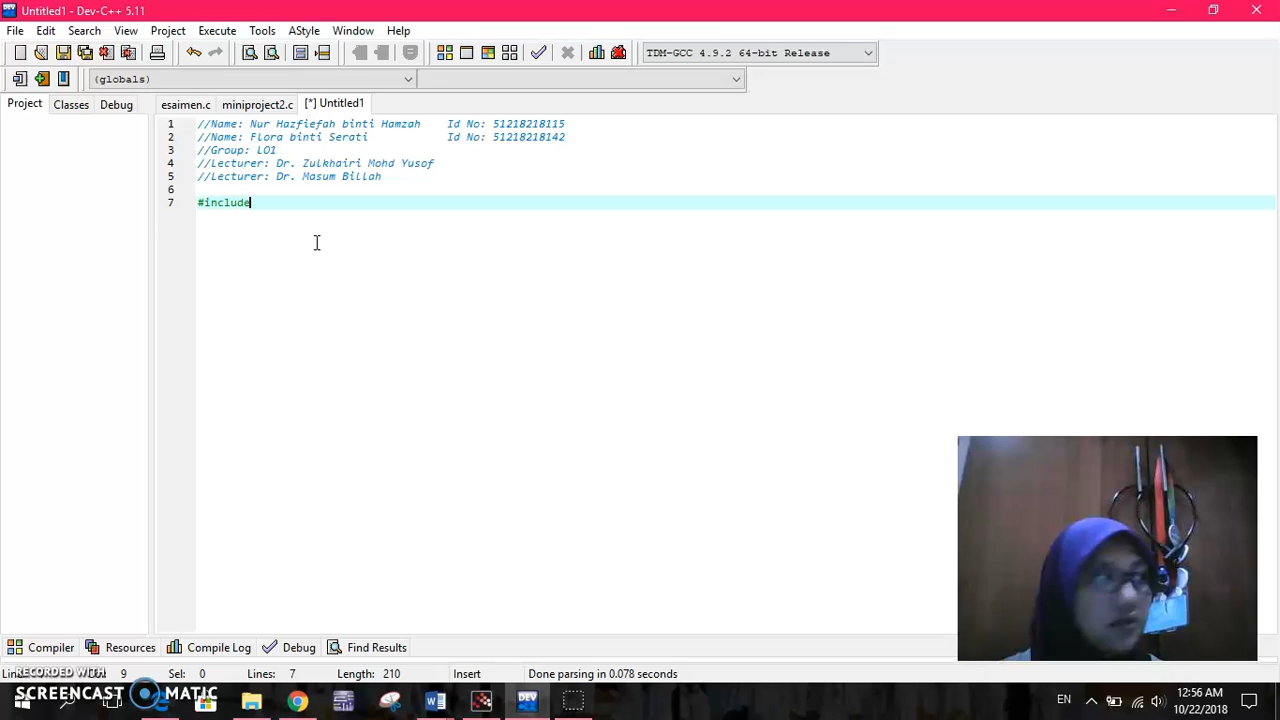 Untitled1 - Dev-C++ 5.11
File Edit Search View Project Execute Tools AStyle Window Help
TDM-GCC 4.9.2 64-bit Release
(globals)
Project Classes Debug esaimen.c miniproject2.c [*] Untitled1
1 //Name: Nur Hazfiefah binti Hamzah Id No: 51218218115
2 //Name: Flora binti Serati Id No: 51218218142
3 //Group: LO1
4 //Lecturer: Dr. Zulkhairi Mohd Yusof
5 //Lecturer: Dr. Masum Billah
6
7 #include
Compiler Resources Compile Log Debug Find Results
RECORDED WITH
9 Sel: 0 Lines: 7 Length: 210 Insert Done parsing in 0.078 seconds
SCREENCAST MATIC
DEV
EN 12:56 AM
10/22/2018